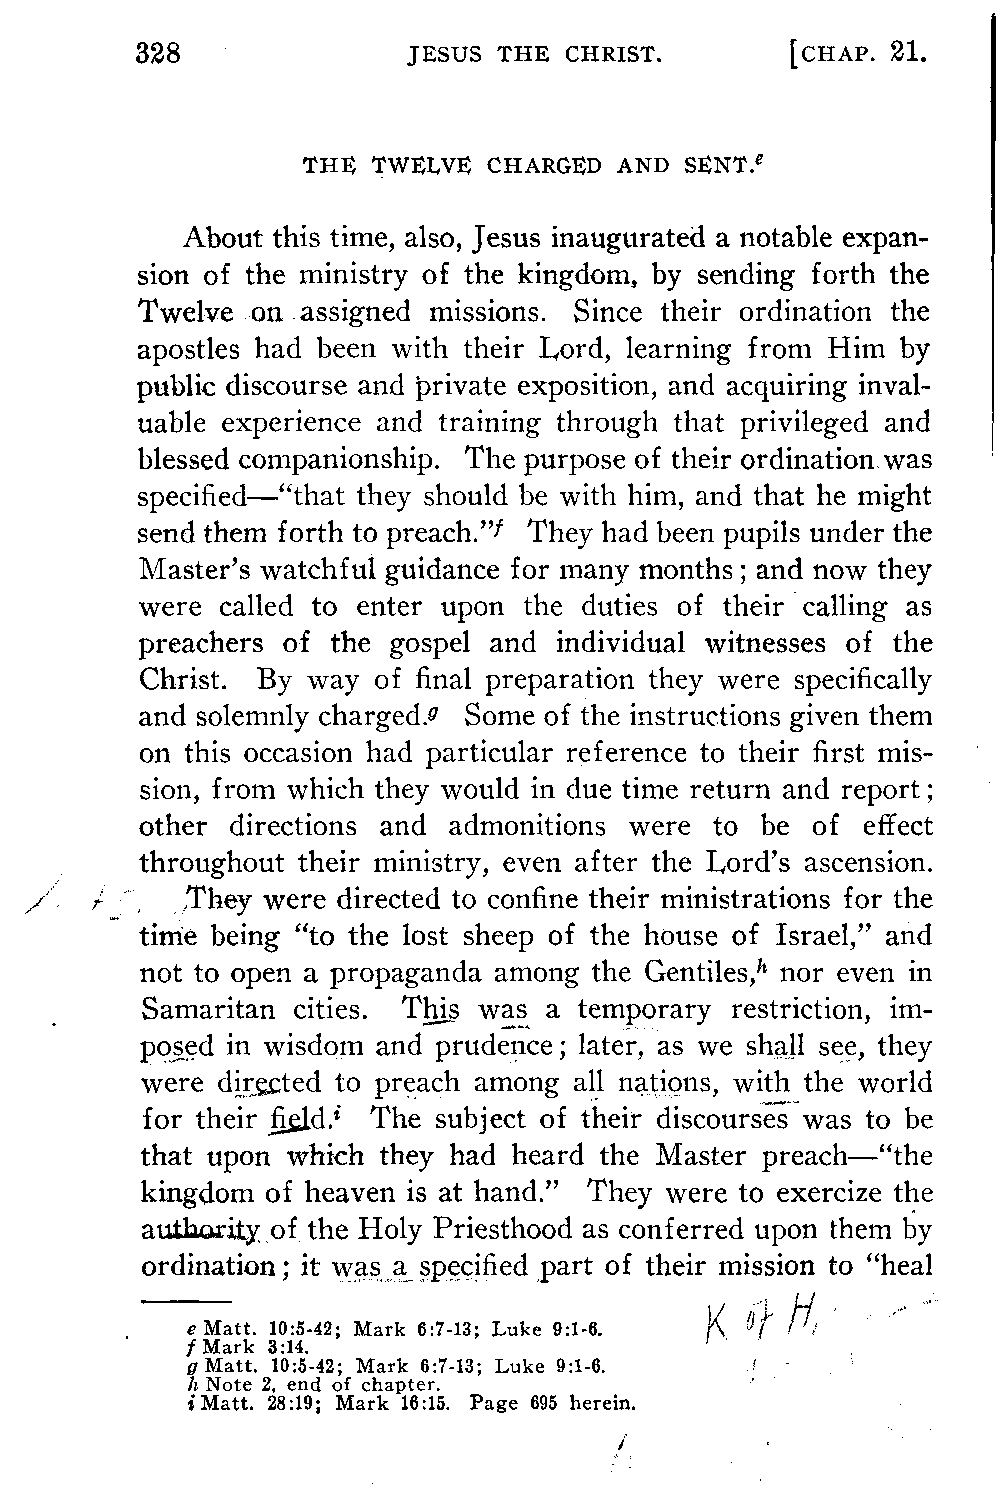 328 JESUS THE CHRIST. [CHAP. 21.
THE TWELVE CHARGED AND SENT.e
About this time, also, Jesus inaugurated a notable expan-
sion of the ministry of the kingdom, by sending forth the
Twelve on assigned missions. Since their ordination the
apostles had been with their Lord, learning from Him by
public discourse and private exposition, and acquiring inval-
uable experience and training through that privileged and
blessed companionship. The purpose of their ordination was
specified—“that they should be with him, and that he might
send them forth to preach.”f They had been pupils under the
Master’s watchful guidance for many months; and now they
were called to enter upon the duties of their calling as
preachers of the gospel and individual witnesses of the
Christ. By way of final preparation they were specifically
and solemnly charged.g Some of the instructions given them
on this occasion had particular reference to their first mis-
sion, from which they would in due time return and report;
other directions and admonitions were to be of effect
throughout their ministry, even after the Lord’s ascension.
They were directed to confine their ministrations for the
time being “to the lost sheep of the house of Israel,” and
not to open a propaganda among the Gentiles,h nor even in
Samaritan cities. This was a temporary restriction, im-
posed in wisdom and prudence; later, as we shall see, they
were directed to preach among all nations, with the world
for their field.i The subject of their discourses was to be
that upon which they had heard the Master preach—“the
kingdom of heaven is at hand.” They were to exercize the
authority of the Holy Priesthood as conferred upon them by
ordination; it was a specified part of their mission to “heal
K of H,
e Matt. 10:5-42; Mark 6:7-13; Luke 9:1-6.
f Mark 3:14.
g Matt. 10:5-42; Mark 6:7-13; Luke 9:1-6.
h Note 2, end of chapter.
i Matt. 28:19; Mark 16:15. Page 695 herein.